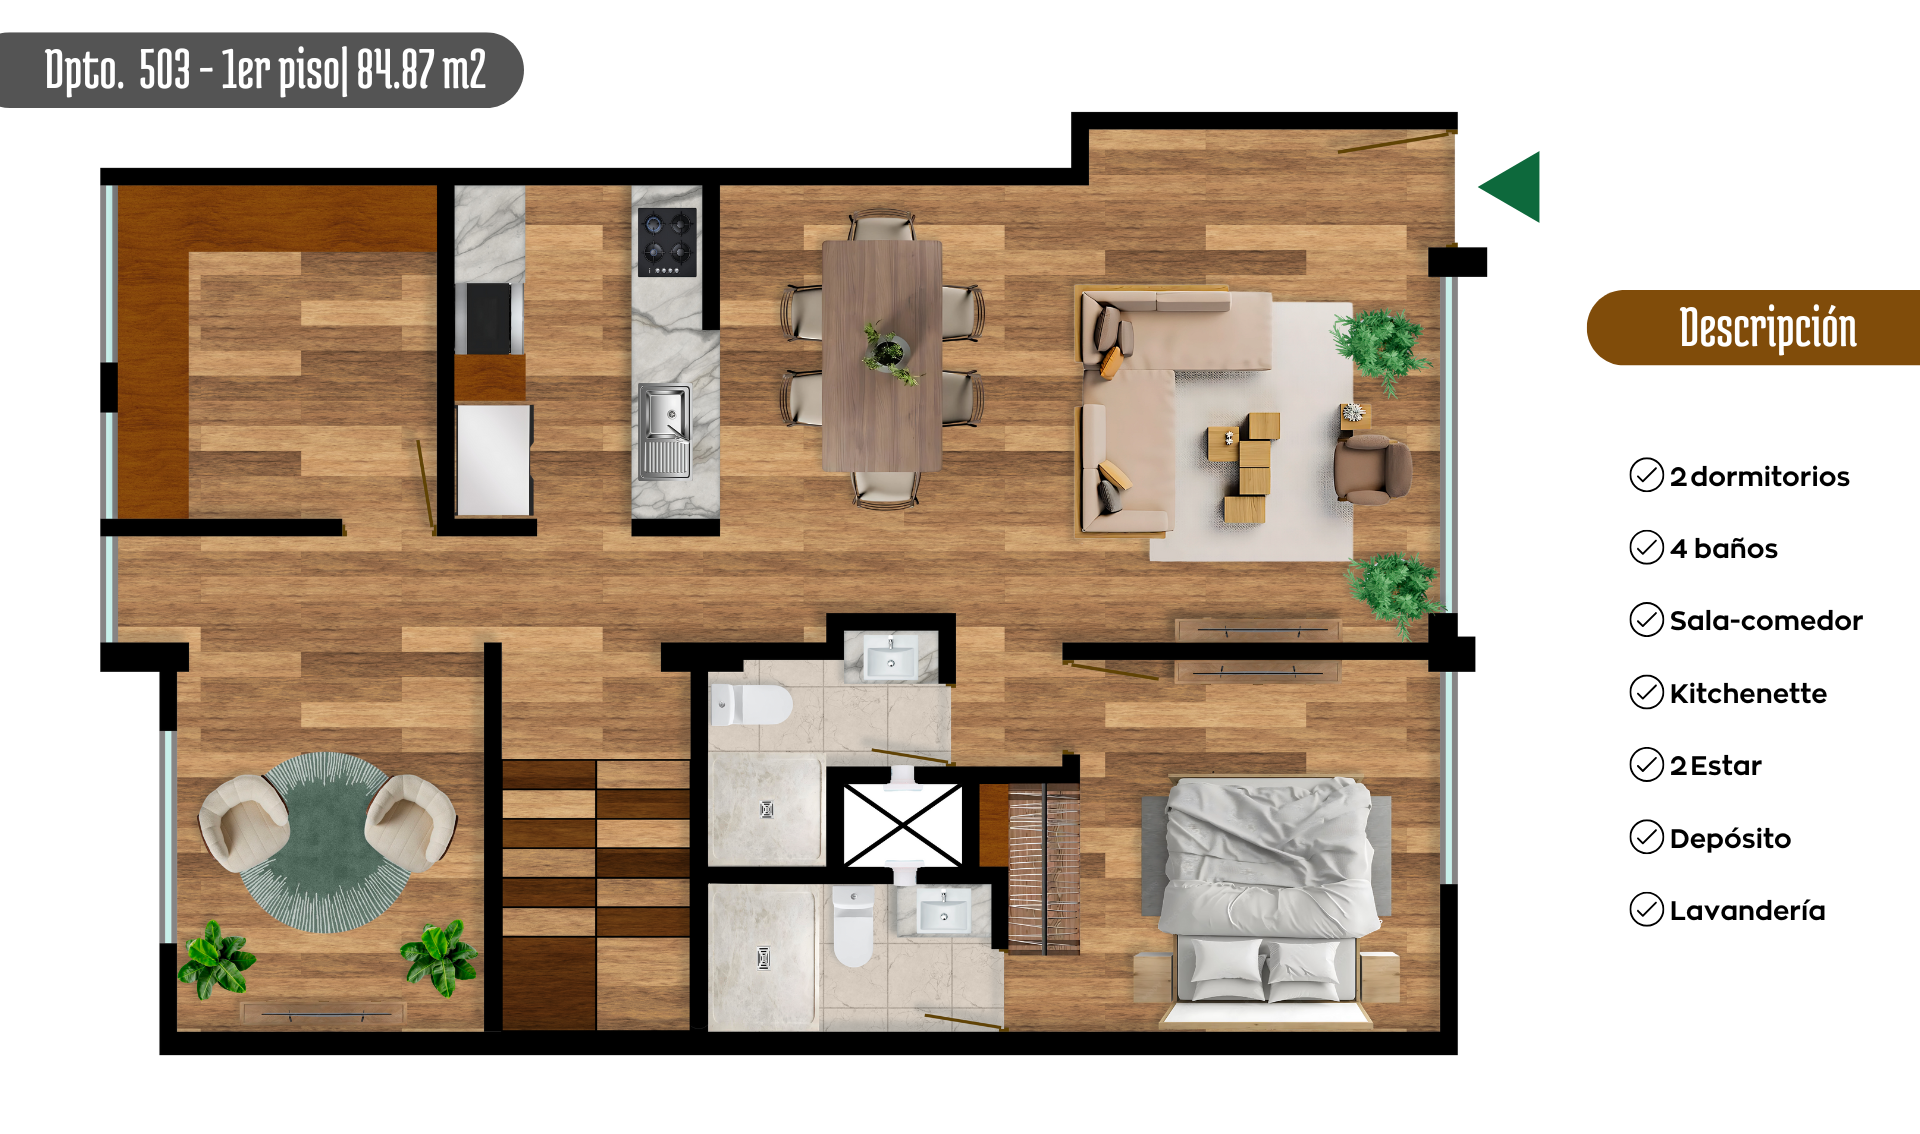 Dpto. 503 - 1er piso| 84.87 m2
Descripción
2 dormitorios
4 baños
Sala-comedor
Kitchenette
2 Estar
Depósito
Lavandería